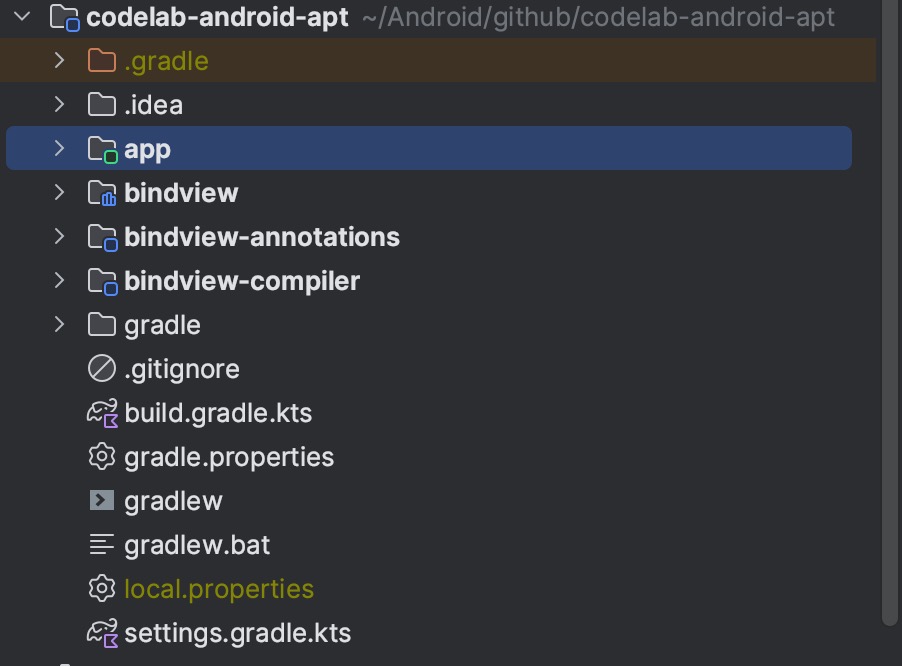 codelab-android-apt ~/Android/github/codelab-android-apt
.gradle
.idea
app
bindview
bindview-annotations
bindview-compiler
gradle
.gitignore
build.gradle.kts
gradle.properties
gradlew
gradlew.bat
local.properties
settings.gradle.kts